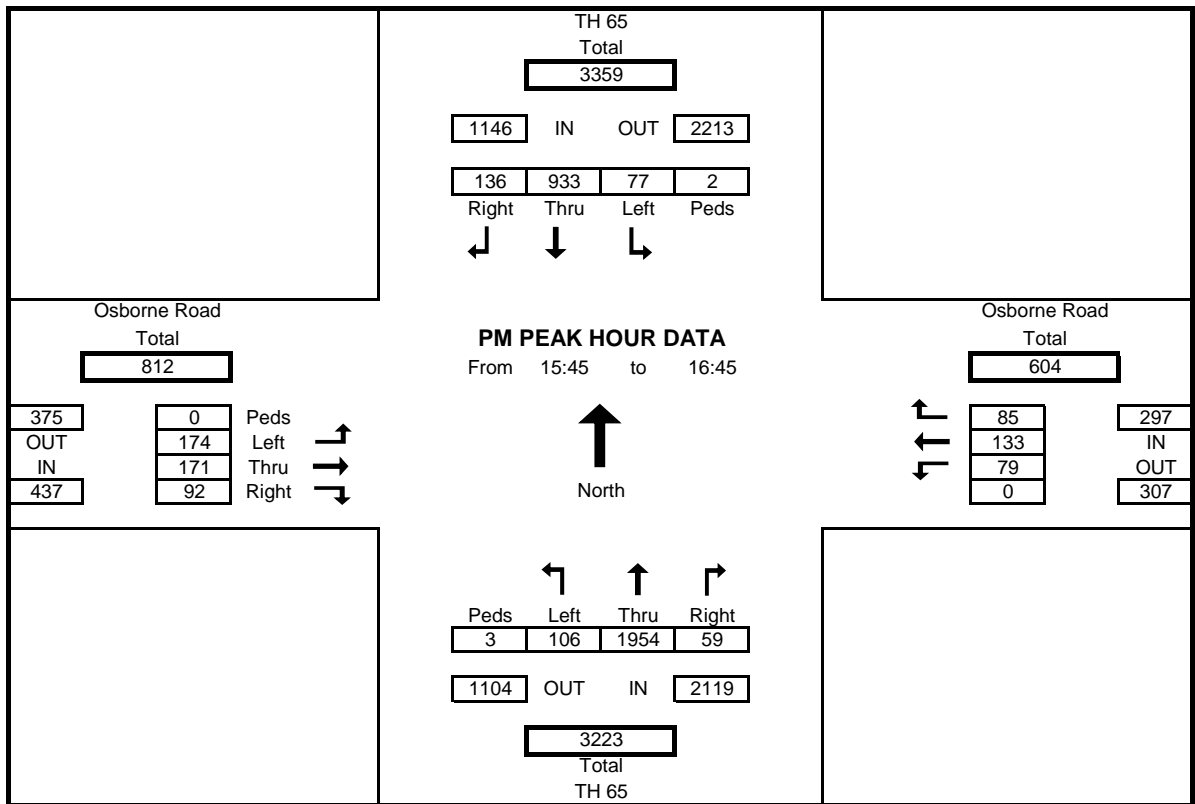 TH 65
Total
3359
1146 IN OUT 2213
136 933 77 2
Right Thru Left Peds
Osborne Road
Total
812
375 0 Peds
OUT 174 Left
IN 171 Thru
437 92 Right
PM PEAK HOUR DATA
From 15:45 to 16:45
North
Osborne Road
Total
604
85 297
133 IN
79 OUT
0 307
Peds Left Thru Right
3 106 1954 59
1104 OUT IN 2119
3223
Total
TH 65